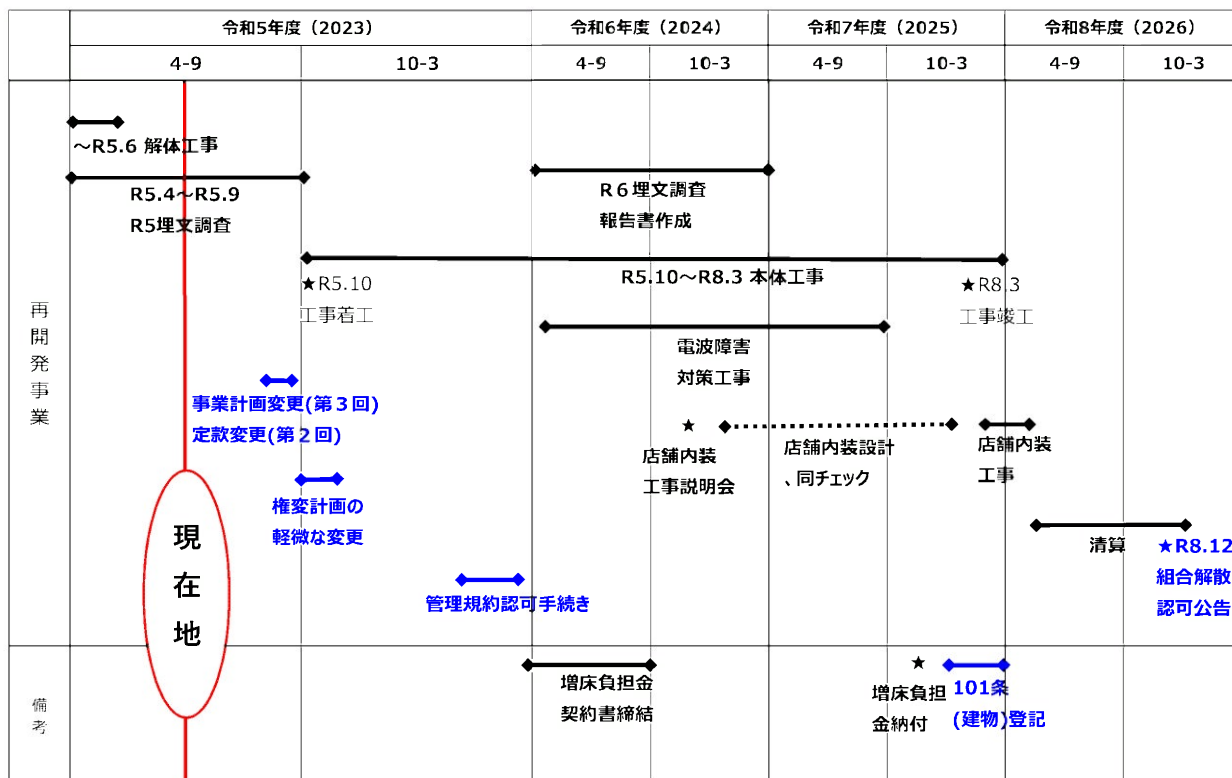 令和5年度（2023）
令和6年度（2024）
令和7年度（2025）
令和8年度（2026）
4-9
10-3
4-9
10-3
4-9
10-3
4-9
10-3
再開発事業
～R5.6 解体工事
R5.4～R5.9
R5埋文調査
R６埋文調査
報告書作成
R5.10～R8.3 本体工事
★R5.10
工事着工
★R8.3
工事竣工
電波障害
対策工事
事業計画変更(第３回)
定款変更(第２回)
★
店舗内装
工事説明会
店舗内装設計
、同チェック
店舗内装
工事
権変計画の
軽微な変更
現在地
清算
★R8.12
組合解散
認可公告
管理規約認可手続き
備考
増床負担金
契約書締結
★
増床負担
金納付
101条
(建物)登記